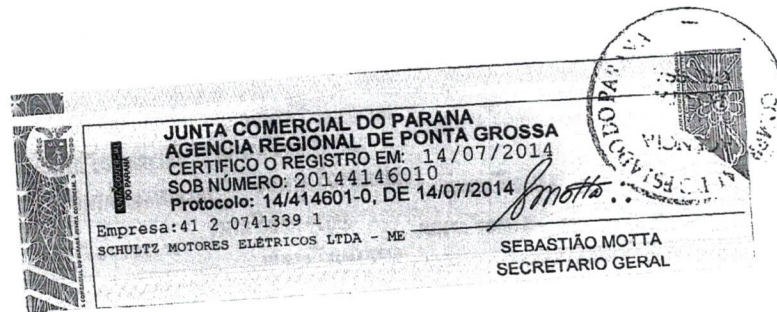 JUNTA COMERCIAL DO PARANA
AGENCIA REGIONAL DE PONTA GROSSA
CERTIFICO O REGISTRO EM: 14/07/2014
SOB NÚMERO: 20144146010
Protocolo: 14/414601-0, DE 14/07/2014
Empresa:41 2 0741339 1
SCHULTZ MOTORES ELÉTRICOS LTDA - ME
SEBASTIÃO MOTTA
SECRETARIO GERAL